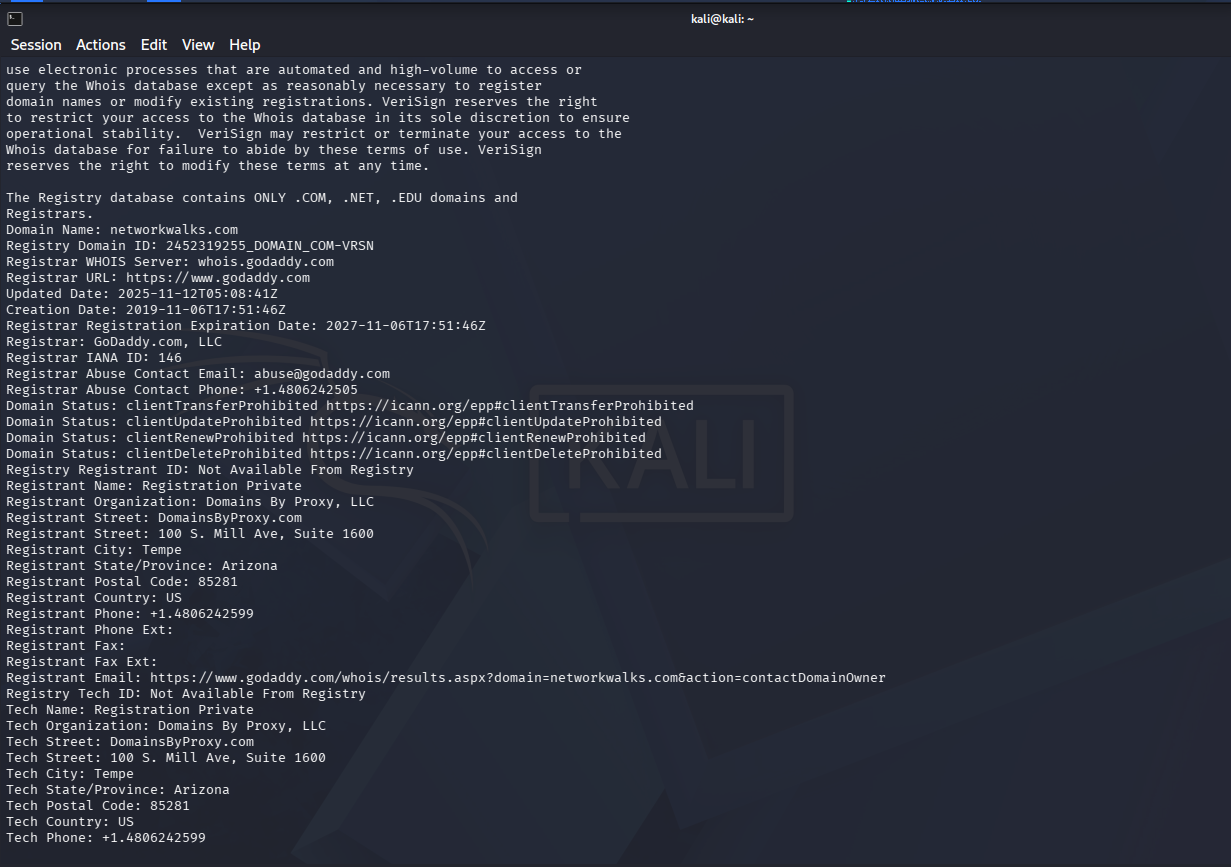 kali@kali: ~
Session Actions Edit View Help
use electronic processes that are automated and high-volume to access or
query the Whois database except as reasonably necessary to register
domain names or modify existing registrations. VeriSign reserves the right
to restrict your access to the Whois database in its sole discretion to ensure
operational stability.  VeriSign may restrict or terminate your access to the
Whois database for failure to abide by these terms of use. VeriSign
reserves the right to modify these terms at any time.

The Registry database contains ONLY .COM, .NET, .EDU domains and
Registrars.
Domain Name: networkwalks.com
Registry Domain ID: 2452319255_DOMAIN_COM-VRSN
Registrar WHOIS Server: whois.godaddy.com
Registrar URL: https://www.godaddy.com
Updated Date: 2025-11-12T05:08:41Z
Creation Date: 2019-11-06T17:51:46Z
Registrar Registration Expiration Date: 2027-11-06T17:51:46Z
Registrar: GoDaddy.com, LLC
Registrar IANA ID: 146
Registrar Abuse Contact Email: abuse@godaddy.com
Registrar Abuse Contact Phone: +1.4806242505
Domain Status: clientTransferProhibited https://icann.org/epp#clientTransferProhibited
Domain Status: clientUpdateProhibited https://icann.org/epp#clientUpdateProhibited
Domain Status: clientRenewProhibited https://icann.org/epp#clientRenewProhibited
Domain Status: clientDeleteProhibited https://icann.org/epp#clientDeleteProhibited
KALI
Registry Registrant ID: Not Available From Registry
Registrant Name: Registration Private
Registrant Organization: Domains By Proxy, LLC
Registrant Street: DomainsByProxy.com
Registrant Street: 100 S. Mill Ave, Suite 1600
Registrant City: Tempe
Registrant State/Province: Arizona
Registrant Postal Code: 85281
Registrant Country: US
Registrant Phone: +1.4806242599
Registrant Phone Ext:
Registrant Fax:
Registrant Fax Ext:
Registrant Email: https://www.godaddy.com/whois/results.aspx?domain=networkwalks.com&action=contactDomainOwner
Registry Tech ID: Not Available From Registry
Tech Name: Registration Private
Tech Organization: Domains By Proxy, LLC
Tech Street: DomainsByProxy.com
Tech Street: 100 S. Mill Ave, Suite 1600
Tech City: Tempe
Tech State/Province: Arizona
Tech Postal Code: 85281
Tech Country: US
Tech Phone: +1.4806242599